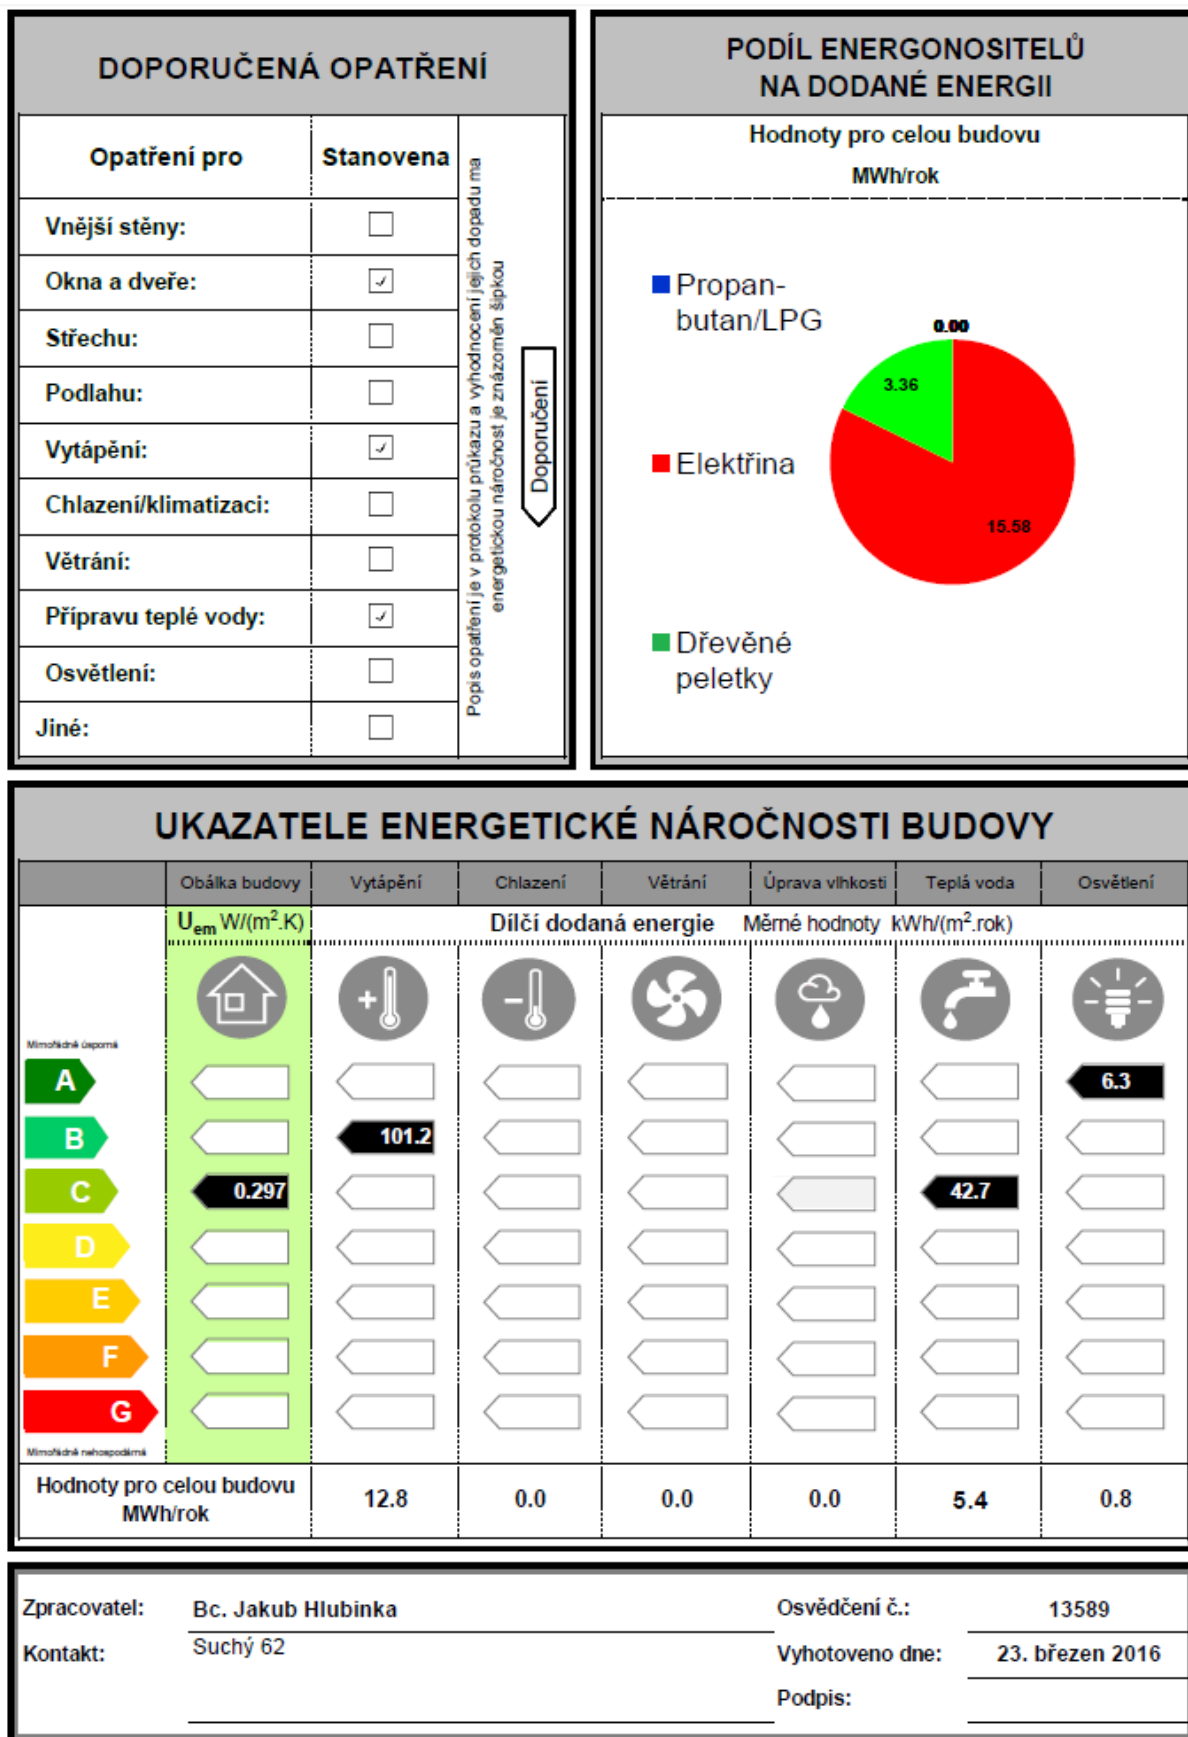 DOPORUČENÁ OPATŘENÍ
Opatření pro Stanovena
Vnější stěny:
Okna a dveře:
Střechu:
Podlahu:
Vytápění:
Chlazení/klimatizaci:
Větrání:
Přípravu teplé vody:
Osvětlení:
Jiné:
Popis opatření je v protokolu průkazu a vyhodnocení jejich dopadu ma
energetickou náročnost je znázorněn šipkou
Doporučení
PODÍL ENERGONOSITELŮ
NA DODANÉ ENERGII
Hodnoty pro celou budovu
MWh/rok
Propan-
butan/LPG
Elektřina
Dřevěné
peletky
0.00
3.36
15.58
UKAZATELE ENERGETICKÉ NÁROČNOSTI BUDOVY
Obálka budovy Vytápění Chlazení Větrání Úprava vlhkosti Teplá voda Osvětlení
Uem W/(m².K) Dílčí dodaná energie Měrné hodnoty kWh/(m².rok)
Mimořádně úsporná
A 6.3
B 101.2
C 0.297 42.7
D
E
F
G
Mimořádně nehospodárná
Hodnoty pro celou budovu
MWh/rok
12.8 0.0 0.0 0.0 5.4 0.8
Zpracovatel: Bc. Jakub Hlubinka Osvědčení č.: 13589
Kontakt: Suchý 62 Vyhotoveno dne: 23. březen 2016
Podpis: